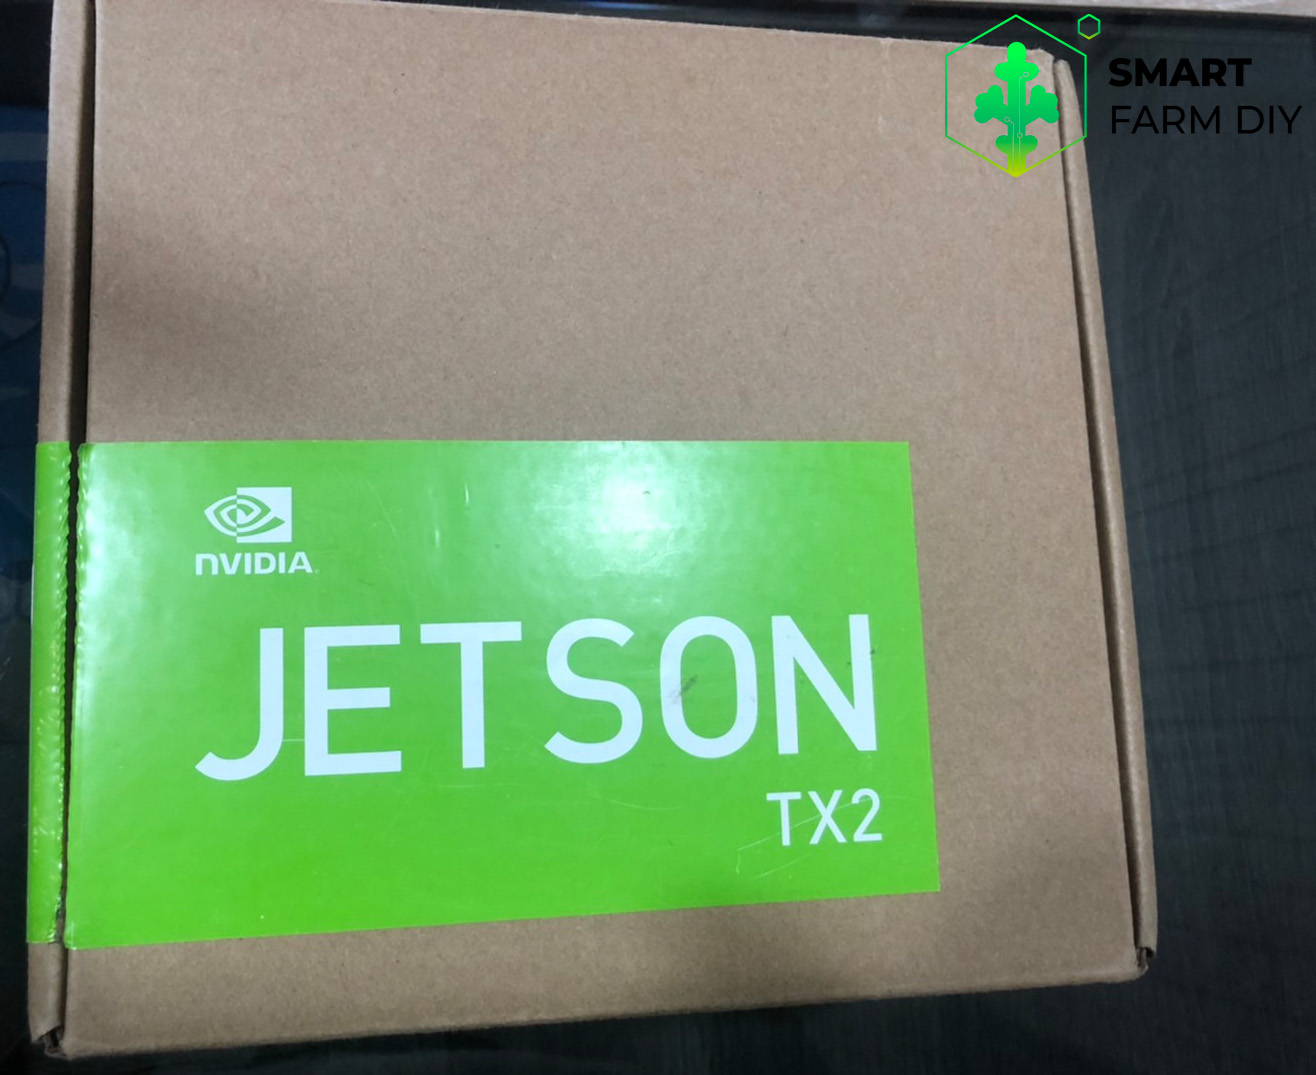 SMART
FARM DIY
NVIDIA
JETSON
TX2